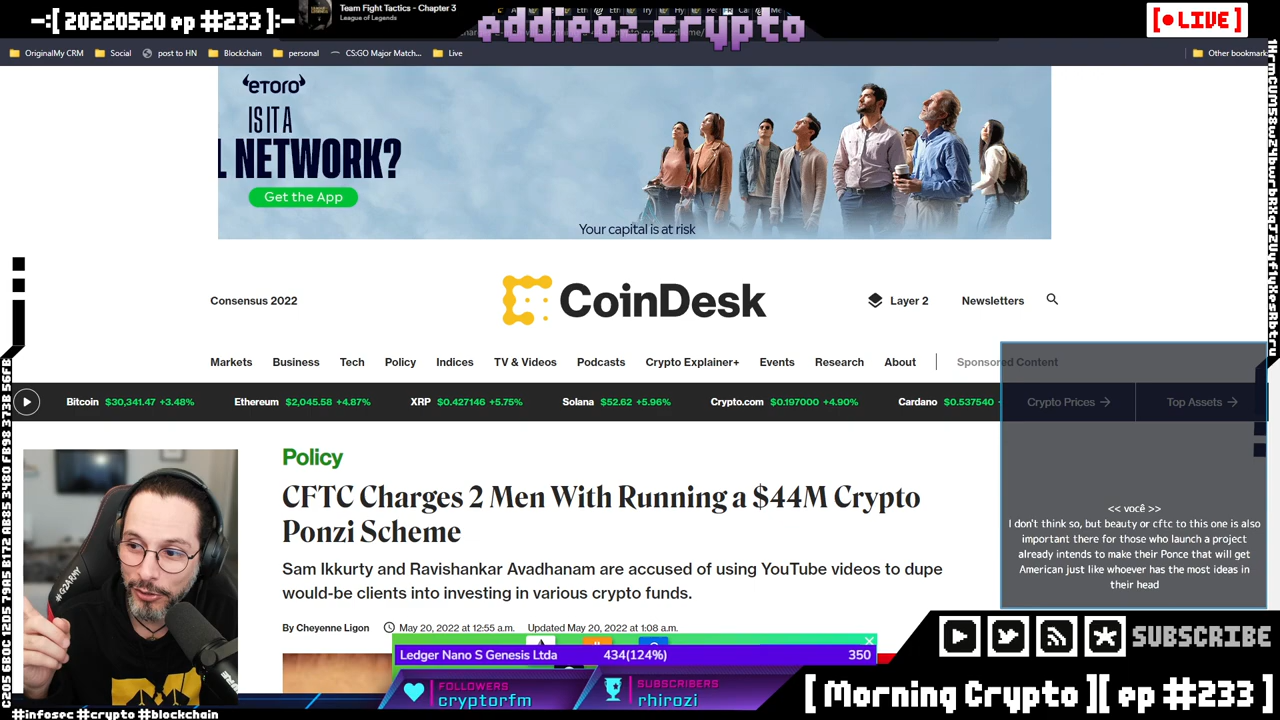 —:[ 20220520 ep #233 ]:—
Team Fight Tactics - Chapter 3
League of Legends
eddieoz.crypto
[ LIVE ]
OriginalMy CRM
Social
post to HN
Blockchain
personal
CS:GO Major Match...
Live
Other bookmark
eTORO
IS IT A
L NETWORK?
Get the App
Your capital is at risk
Consensus 2022
CoinDesk
Layer 2
Newsletters
Markets
Business
Tech
Policy
Indices
TV & Videos
Podcasts
Crypto Explainer+
Events
Research
About
Sponsored Content
Bitcoin $30,341.47 +3.48%
Ethereum $2,045.58 +4.87%
XRP $0.427146 +5.75%
Solana $52.62 +5.96%
Crypto.com $0.197000 +4.90%
Cardano $0.537540
Crypto Prices →
Top Assets →
Policy
CFTC Charges 2 Men With Running a $44M Crypto
Ponzi Scheme
Sam Ikkurty and Ravishankar Avadhanam are accused of using YouTube videos to dupe
would-be clients into investing in various crypto funds.
By Cheyenne Ligon
May 20, 2022 at 12:55 a.m.
Updated May 20, 2022 at 1:08 a.m.
<< você >>
I don't think so, but beauty or cftc to this one is also
important there for those who launch a project
already intends to make their Ponce that will get
American just like whoever has the most ideas in
their head
Ledger Nano S Genesis Ltda
434(124%)
350
FOLLOWERS
cryptorfm
SUBSCRIBERS
rhirozi
SUBSCRIBE
[ Morning Crypto ][ ep #233 ]
#infosec #crypto #blockchain